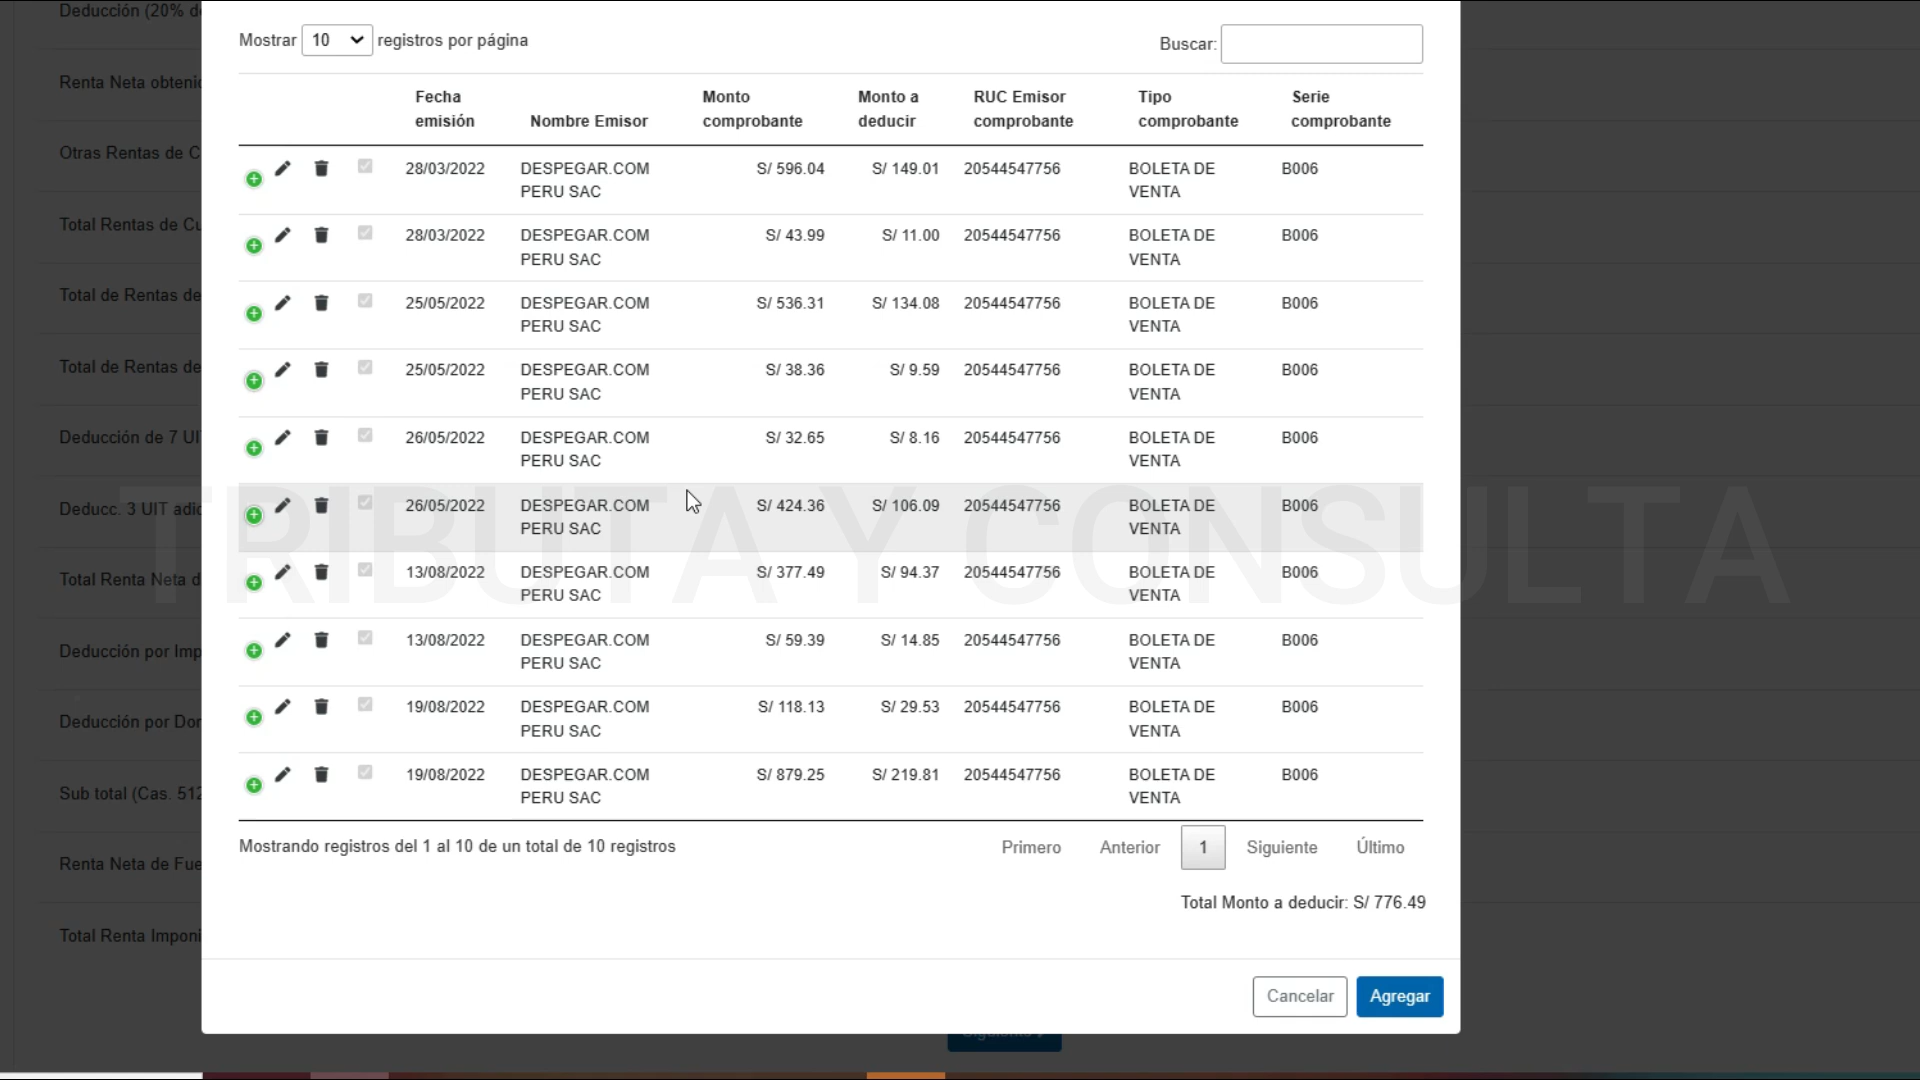 Deducción (20% d
Mostrar 10 registros por página
Buscar:
Renta Neta obteni
Fecha emisión Nombre Emisor Monto comprobante Monto a deducir RUC Emisor comprobante Tipo comprobante Serie comprobante
Otras Rentas de C
28/03/2022 DESPEGAR.COM PERU SAC S/ 596.04 S/ 149.01 20544547756 BOLETA DE VENTA B006
Total Rentas de Cu
28/03/2022 DESPEGAR.COM PERU SAC S/ 43.99 S/ 11.00 20544547756 BOLETA DE VENTA B006
Total de Rentas de
25/05/2022 DESPEGAR.COM PERU SAC S/ 536.31 S/ 134.08 20544547756 BOLETA DE VENTA B006
Total de Rentas de
25/05/2022 DESPEGAR.COM PERU SAC S/ 38.36 S/ 9.59 20544547756 BOLETA DE VENTA B006
Deducción de 7 UI
26/05/2022 DESPEGAR.COM PERU SAC S/ 32.65 S/ 8.16 20544547756 BOLETA DE VENTA B006
Deducc. 3 UIT adic
26/05/2022 DESPEGAR.COM PERU SAC S/ 424.36 S/ 106.09 20544547756 BOLETA DE VENTA B006
TRIBUTA Y CONSULTA
Total Renta Neta d
13/08/2022 DESPEGAR.COM PERU SAC S/ 377.49 S/ 94.37 20544547756 BOLETA DE VENTA B006
Deducción por Imp
13/08/2022 DESPEGAR.COM PERU SAC S/ 59.39 S/ 14.85 20544547756 BOLETA DE VENTA B006
Deducción por Don
19/08/2022 DESPEGAR.COM PERU SAC S/ 118.13 S/ 29.53 20544547756 BOLETA DE VENTA B006
Sub total (Cas. 512
19/08/2022 DESPEGAR.COM PERU SAC S/ 879.25 S/ 219.81 20544547756 BOLETA DE VENTA B006
Mostrando registros del 1 al 10 de un total de 10 registros
Primero Anterior 1 Siguiente Último
Renta Neta de Fue
Total Monto a deducir: S/ 776.49
Total Renta Imponi
Cancelar Agregar